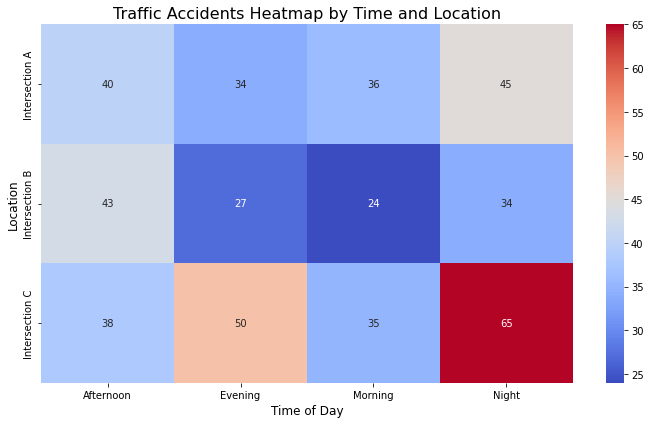 Traffic Accidents Heatmap by Time and Location
Location
Intersection A
40 34 36 45
Intersection B
43 27 24 34
Intersection C
38 50 35 65
Afternoon Evening Morning Night
Time of Day
65
60
55
50
45
40
35
30
25